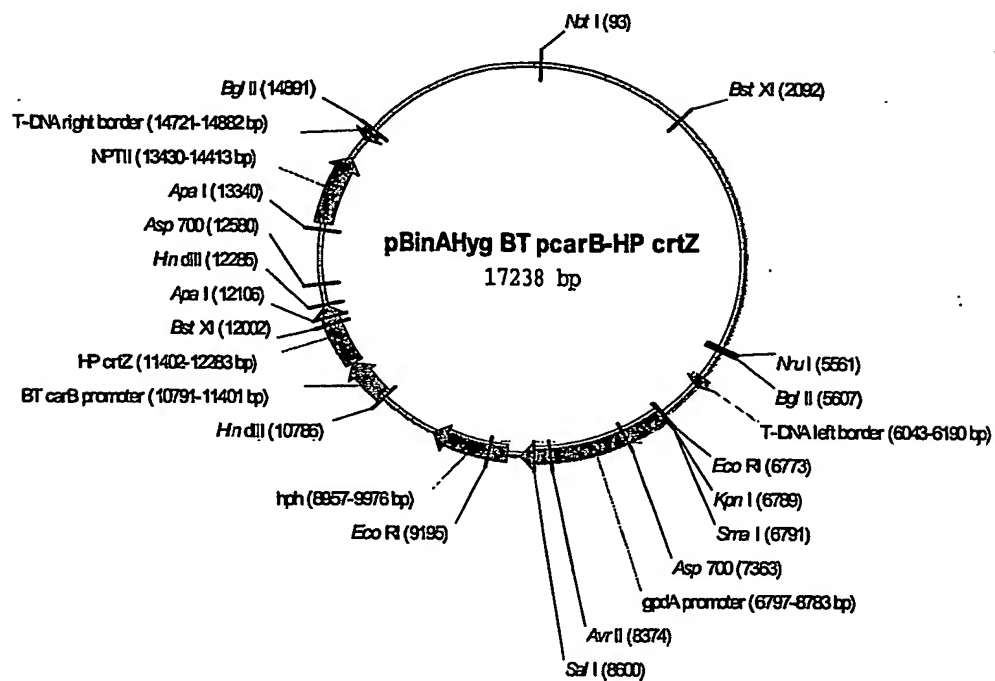 Not I (93)
Bst XI (2092)
Bgl II (14891)
T-DNA right border (14721-14882 bp)
NPTII (13430-14413 bp)
Apa I (13340)
Asp 700 (12580)
Hin dIII (12285)
Apa I (12106)
Bst XI (12002)
HP crtZ (11402-12283 bp)
BT carB promoter (10791-11401 bp)
Hin dIII (10786)
hph (8957-9976 bp)
Eco RI (9195)
pBinAHyg BT pcarB-HP crtZ
17238 bp
Nru I (5561)
Bgl II (5607)
T-DNA left border (6043-6190 bp)
Eco RI (6773)
Kpn I (6789)
Sma I (6791)
Asp 700 (7363)
gpdA promoter (6797-8783 bp)
Avr II (8374)
Sal I (8600)